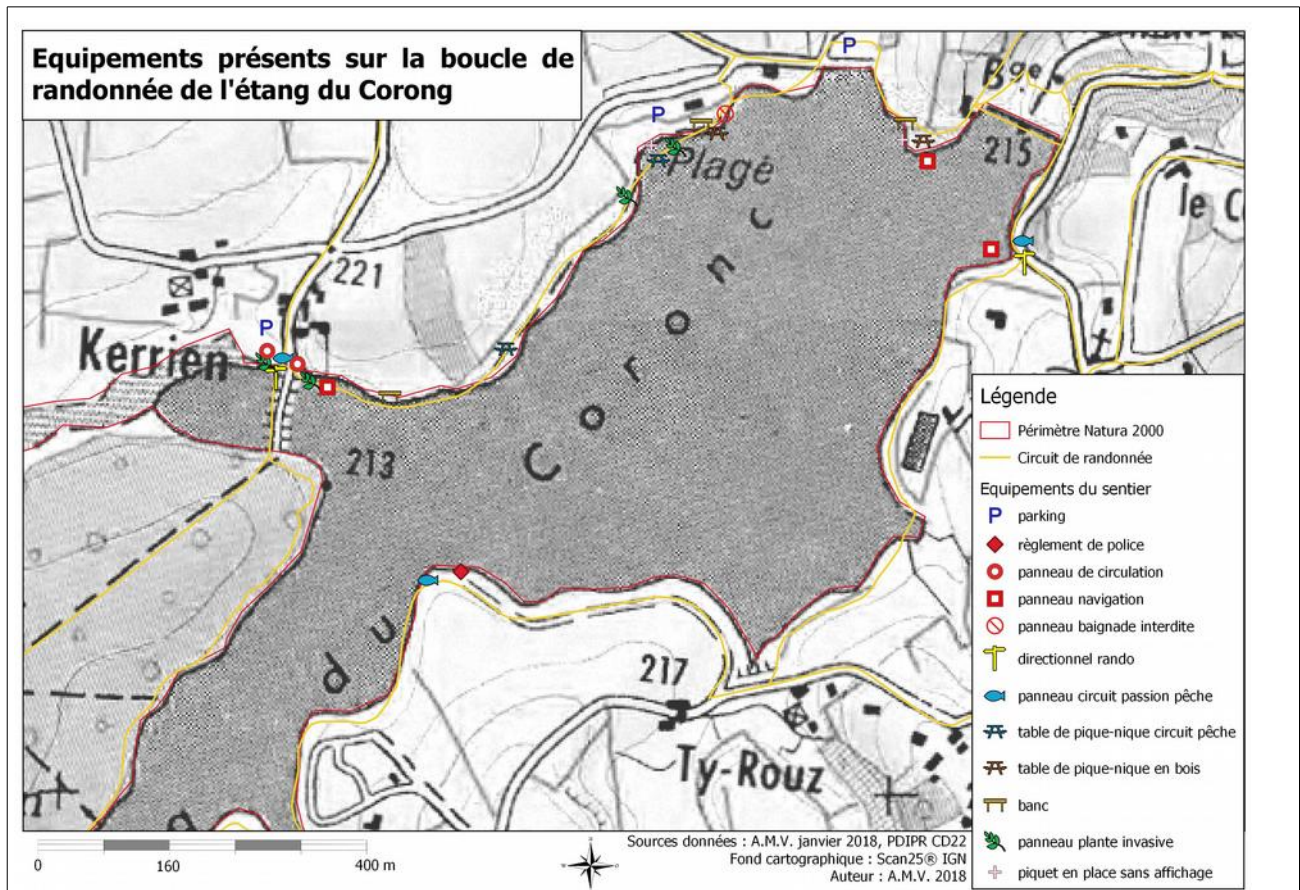 Equipements présents sur la boucle de
randonnée de l'étang du Corong
P
Bge
P
Plage
215
le C
221
P
Kerrien
Corong
213
du
217
Ty-Rouz
Légende
Périmètre Natura 2000
Circuit de randonnée
Equipements du sentier
P parking
règlement de police
panneau de circulation
panneau navigation
panneau baignade interdite
directionnel rando
panneau circuit passion pêche
table de pique-nique circuit pêche
table de pique-nique en bois
banc
panneau plante invasive
piquet en place sans affichage
0 160 400 m
Sources données : A.M.V. janvier 2018, PDIPR CD22
Fond cartographique : Scan25® IGN
Auteur : A.M.V. 2018